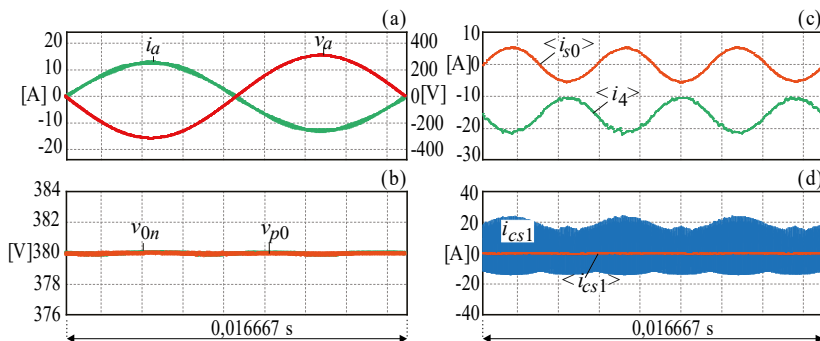 (a)
20
10
[A] 0
-10
-20
i_a
v_a
400
200
0[V]
-200
-400
(c)
10
[A]0
-10
-20
-30
<i_s0>
<i_4>
(b)
384
382
[V] 380
378
376
v_0n
v_p0
0,016667 s
(d)
40
20
[A]0
-20
-40
i_cs1
<i_cs1>
0,016667 s